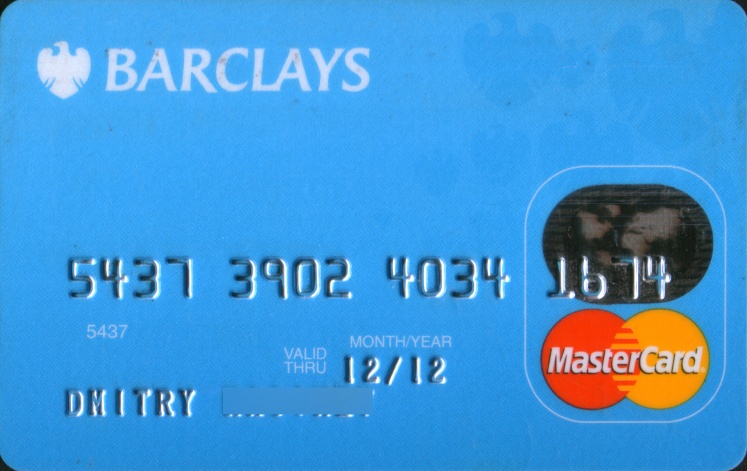 BARCLAYS
5437 3902 4034 1674
5437
MONTH/YEAR
VALID THRU 12/12
DMITRY
MasterCard